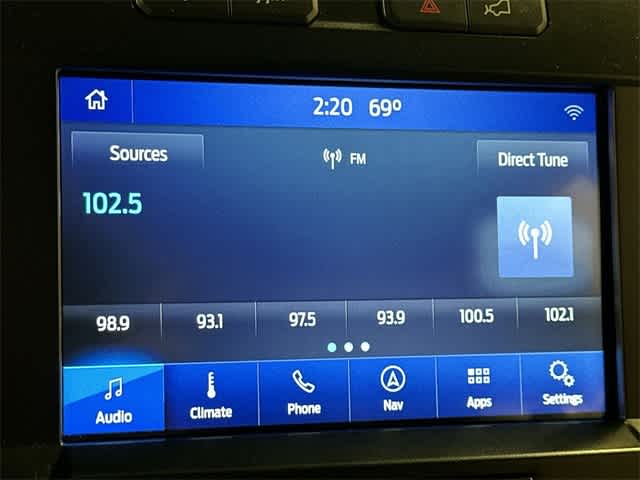 2:20 69°
Sources FM Direct Tune
102.5
98.9 93.1 97.5 93.9 100.5 102.1
Audio Climate Phone Nav Apps Settings